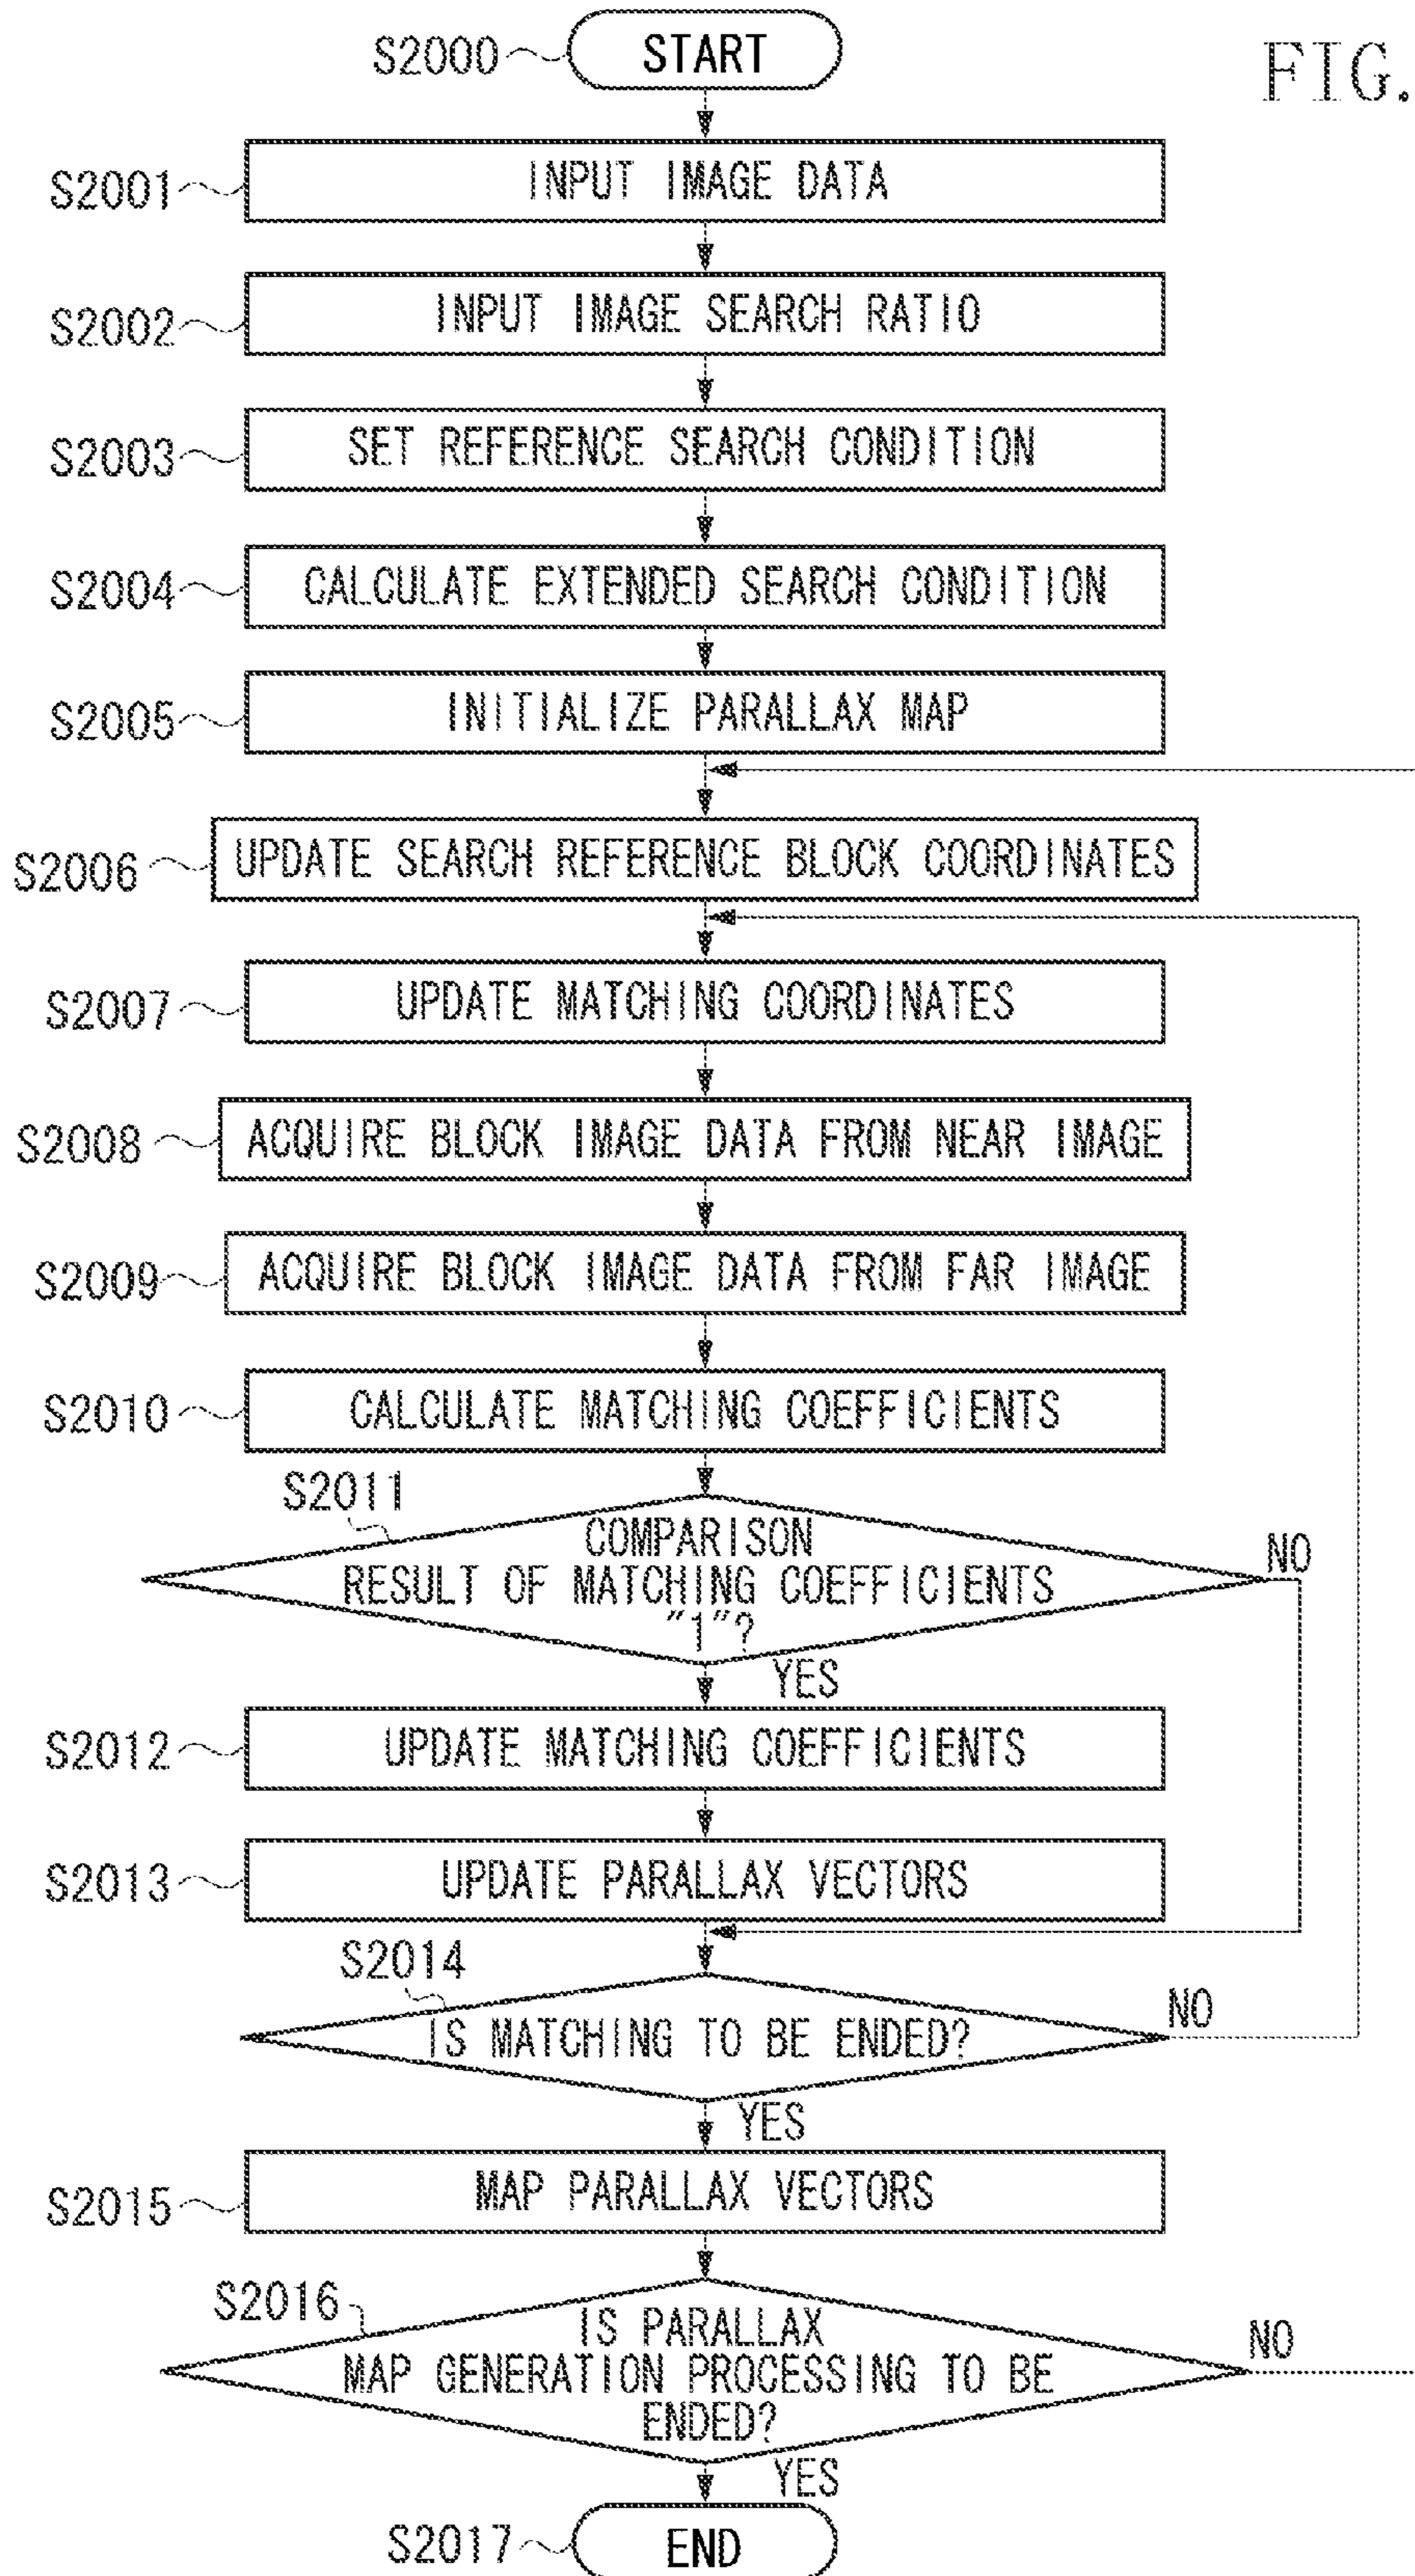 S2000 START
FIG.
S2001 INPUT IMAGE DATA
S2002 INPUT IMAGE SEARCH RATIO
S2003 SET REFERENCE SEARCH CONDITION
S2004 CALCULATE EXTENDED SEARCH CONDITION
S2005 INITIALIZE PARALLAX MAP
S2006 UPDATE SEARCH REFERENCE BLOCK COORDINATES
S2007 UPDATE MATCHING COORDINATES
S2008 ACQUIRE BLOCK IMAGE DATA FROM NEAR IMAGE
S2009 ACQUIRE BLOCK IMAGE DATA FROM FAR IMAGE
S2010 CALCULATE MATCHING COEFFICIENTS
S2011
COMPARISON
RESULT OF MATCHING COEFFICIENTS
"1"?
NO
YES
S2012 UPDATE MATCHING COEFFICIENTS
S2013 UPDATE PARALLAX VECTORS
S2014
IS MATCHING TO BE ENDED?
NO
YES
S2015 MAP PARALLAX VECTORS
S2016
IS PARALLAX
MAP GENERATION PROCESSING TO BE
ENDED?
NO
YES
S2017 END